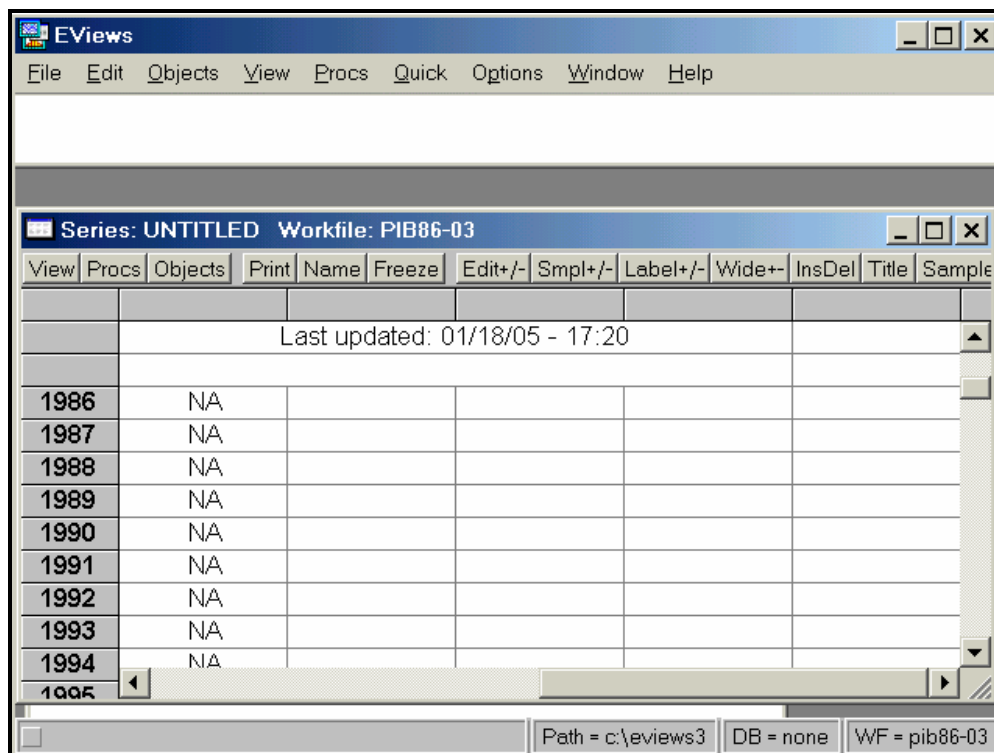 EViews
File Edit Objects View Procs Quick Options Window Help
Series: UNTITLED Workfile: PIB86-03
View Procs Objects Print Name Freeze Edit+/- Smpl+/- Label+/- Wide+- InsDel Title Sample
Last updated: 01/18/05 - 17:20
1986 NA
1987 NA
1988 NA
1989 NA
1990 NA
1991 NA
1992 NA
1993 NA
1994 NA
1995
Path = c:\eviews3 DB = none WF = pib86-03